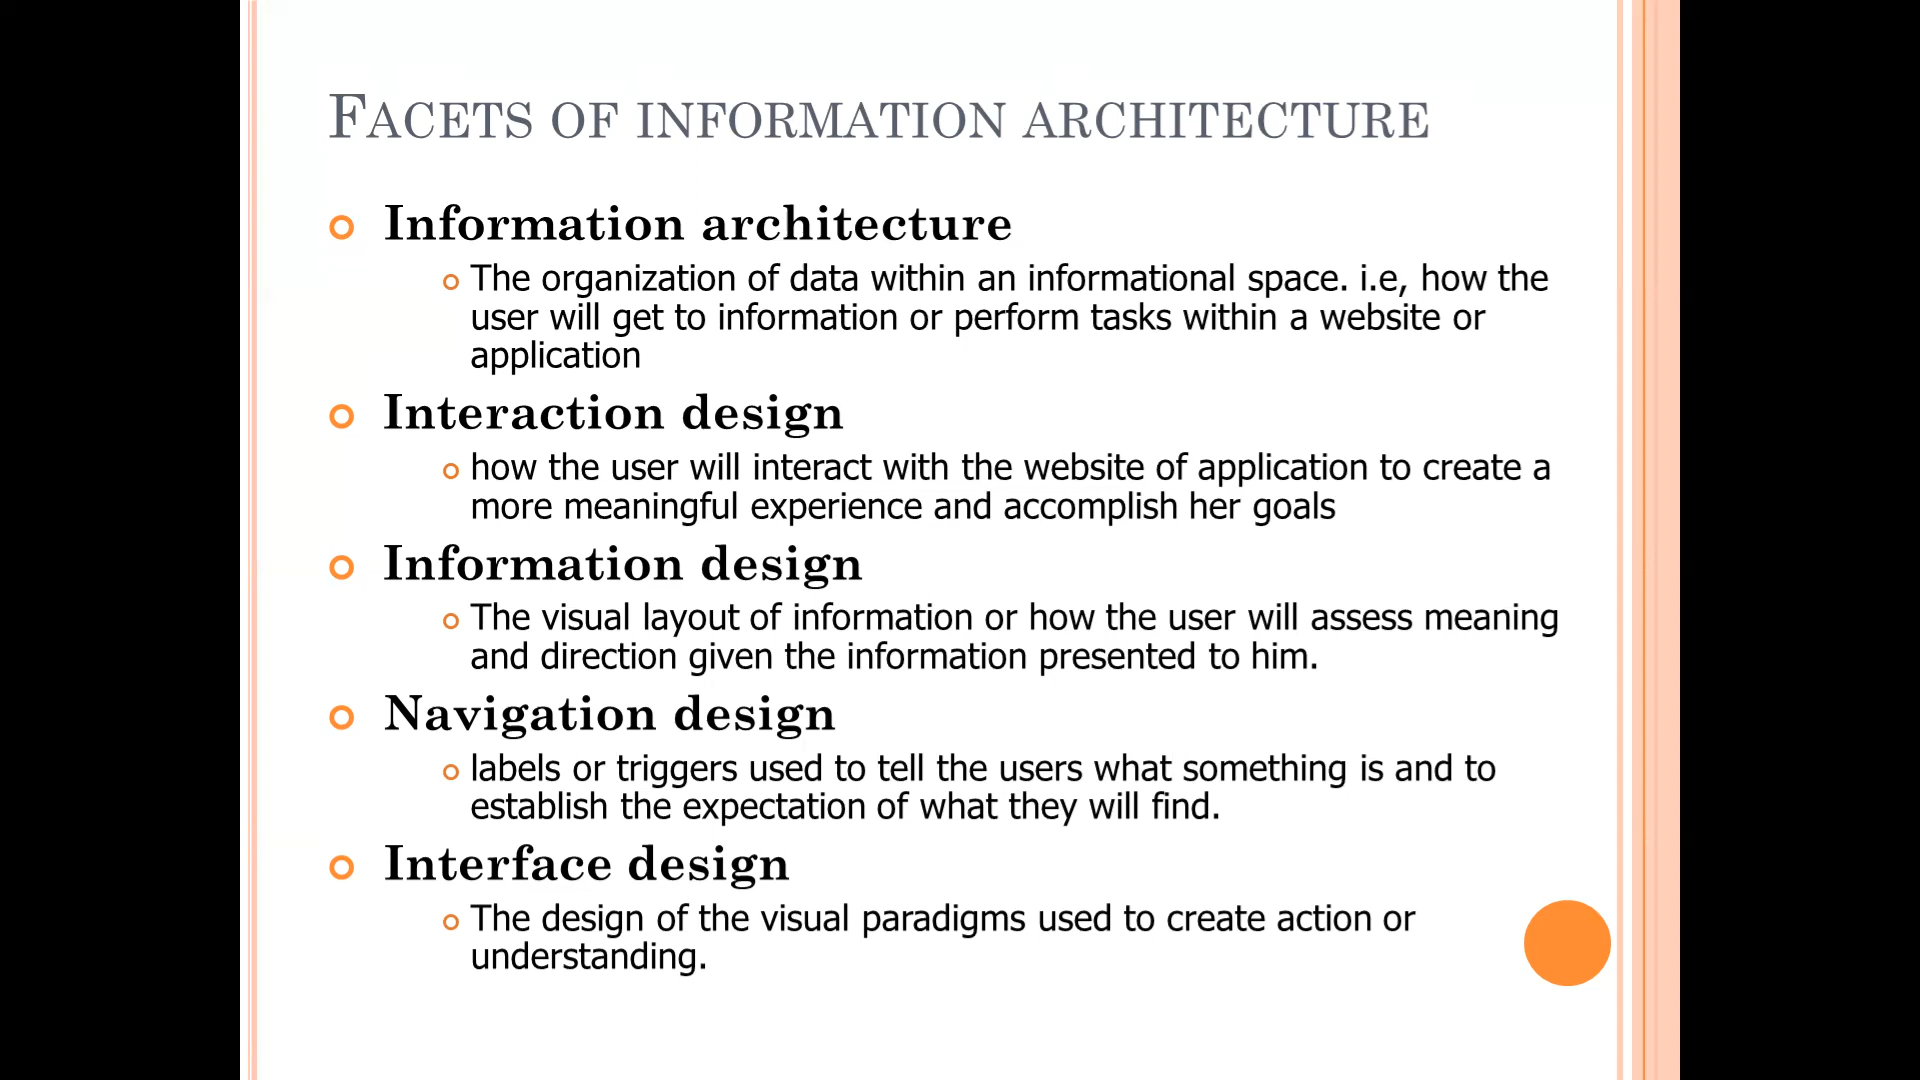 FACETS OF INFORMATION ARCHITECTURE
Information architecture
The organization of data within an informational space. i.e, how the
user will get to information or perform tasks within a website or
application
Interaction design
how the user will interact with the website of application to create a
more meaningful experience and accomplish her goals
Information design
The visual layout of information or how the user will assess meaning
and direction given the information presented to him.
Navigation design
labels or triggers used to tell the users what something is and to
establish the expectation of what they will find.
Interface design
The design of the visual paradigms used to create action or
understanding.